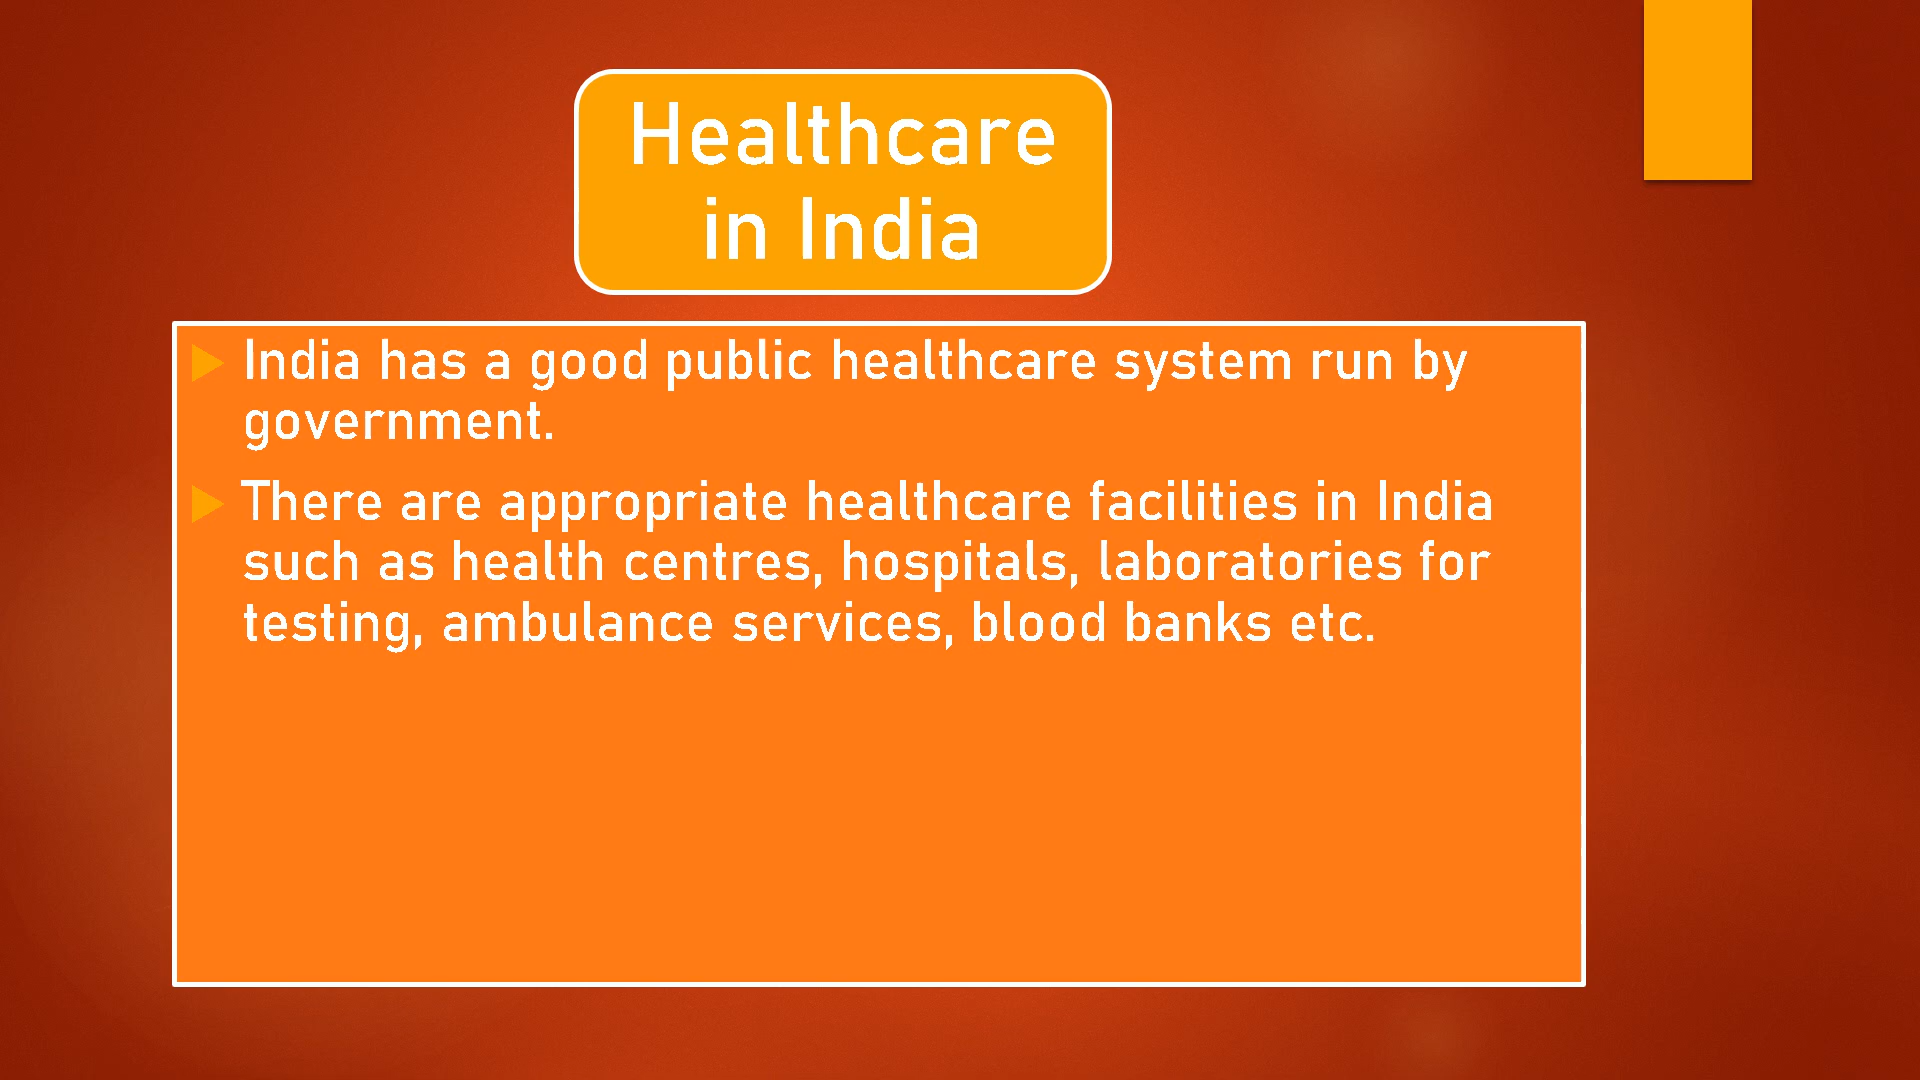 Healthcare
in India
India has a good public healthcare system run by
government.
There are appropriate healthcare facilities in India
such as health centres, hospitals, laboratories for
testing, ambulance services, blood banks etc.